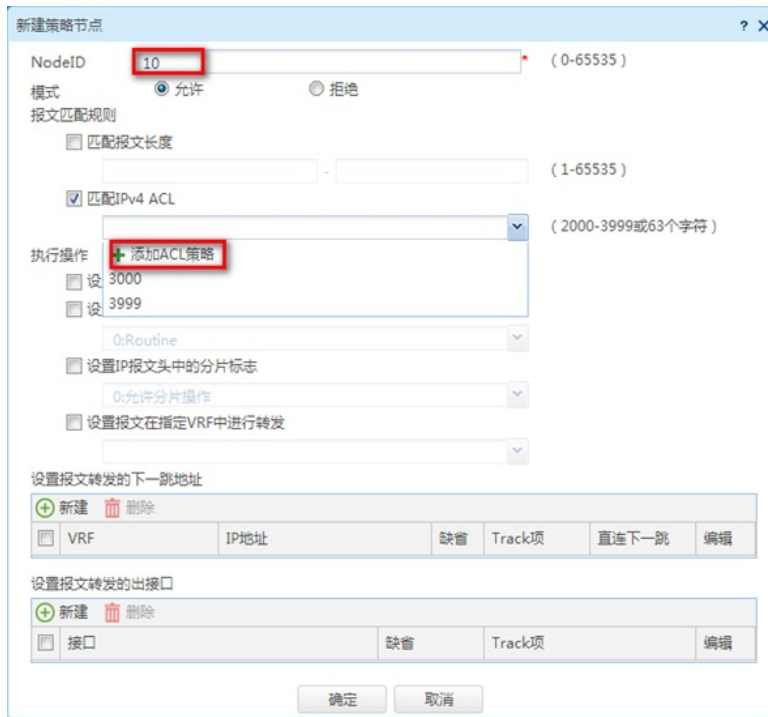 新建策略节点 ? X
NodeID 10 * (0-65535)
模式 允许 拒绝
报文匹配规则
匹配报文长度
- (1-65535)
匹配IPv4 ACL
(2000-3999或63个字符)
执行操作 添加ACL策略
设 3000
设 3999
0:Routine
设置IP报文头中的分片标志
0:允许分片操作
设置报文在指定VRF中进行转发
设置报文转发的下一跳地址
新建 删除
VRF IP地址 缺省 Track项 直连下一跳 编辑
设置报文转发的出接口
新建 删除
接口 缺省 Track项 编辑
确定 取消